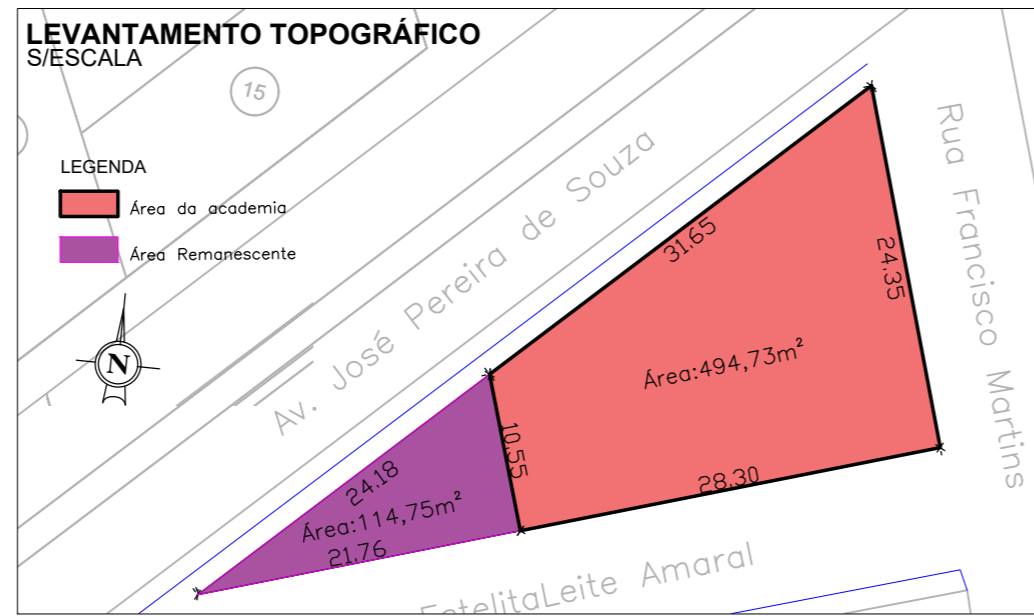 LEVANTAMENTO TOPOGRÁFICO
S/ESCALA
15
LEGENDA
Área da academia
Área Remanescente
N
Av. José Pereira de Souza
Rua Francisco Martins
31.65
24.35
Área:494,73m²
10.55
28.30
24.18
Área:114,75m²
21.76
EstelitaLeite Amaral